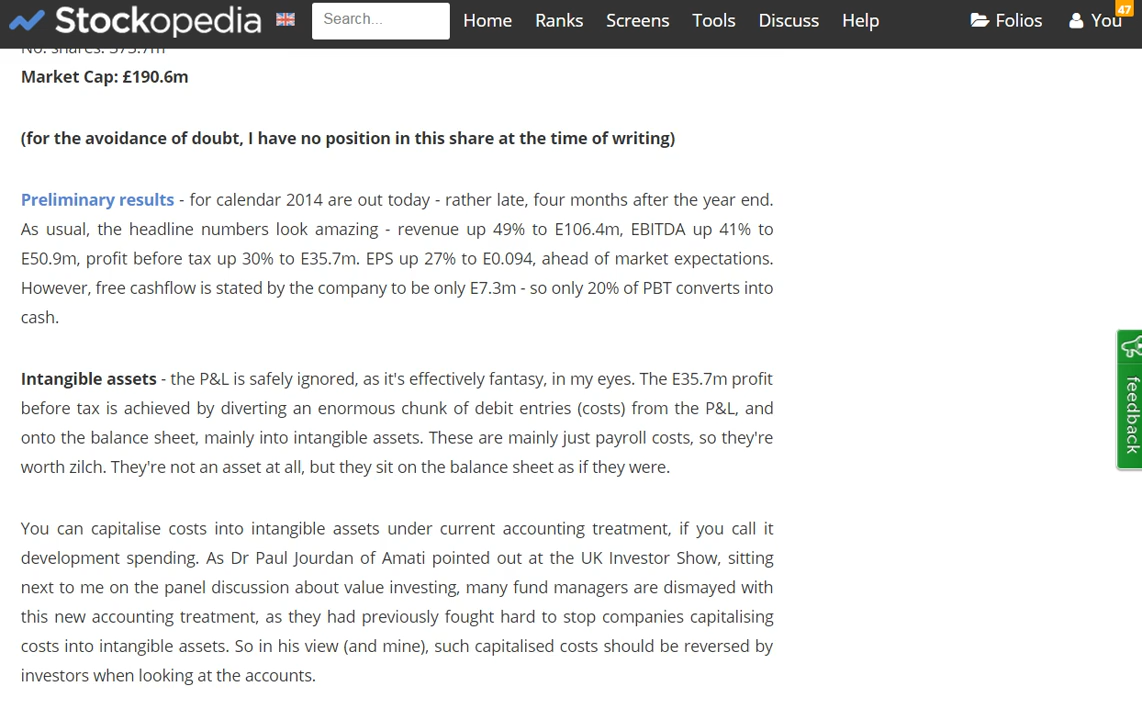 Stockopedia Search... Home Ranks Screens Tools Discuss Help Folios You 47
No. shares: 373.7m
Market Cap: £190.6m
(for the avoidance of doubt, I have no position in this share at the time of writing)
Preliminary results - for calendar 2014 are out today - rather late, four months after the year end.
As usual, the headline numbers look amazing - revenue up 49% to E106.4m, EBITDA up 41% to
E50.9m, profit before tax up 30% to E35.7m. EPS up 27% to E0.094, ahead of market expectations.
However, free cashflow is stated by the company to be only E7.3m - so only 20% of PBT converts into
cash.
feedback
Intangible assets - the P&L is safely ignored, as it's effectively fantasy, in my eyes. The E35.7m profit
before tax is achieved by diverting an enormous chunk of debit entries (costs) from the P&L, and
onto the balance sheet, mainly into intangible assets. These are mainly just payroll costs, so they're
worth zilch. They're not an asset at all, but they sit on the balance sheet as if they were.
You can capitalise costs into intangible assets under current accounting treatment, if you call it
development spending. As Dr Paul Jourdan of Amati pointed out at the UK Investor Show, sitting
next to me on the panel discussion about value investing, many fund managers are dismayed with
this new accounting treatment, as they had previously fought hard to stop companies capitalising
costs into intangible assets. So in his view (and mine), such capitalised costs should be reversed by
investors when looking at the accounts.